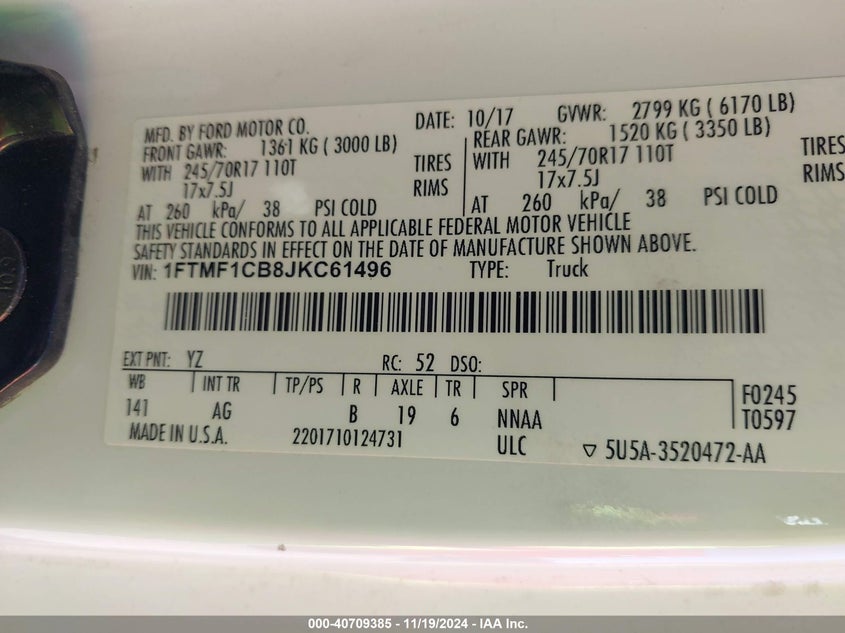 MFD. BY FORD MOTOR CO.
DATE: 10/17
GVWR: 2799 KG ( 6170 LB)
FRONT GAWR: 1361 KG ( 3000 LB)
REAR GAWR: 1520 KG ( 3350 LB)
WITH 245/70R17 110T TIRES
WITH 245/70R17 110T TIRES
17x7.5J RIMS
17x7.5J RIMS
AT 260 kPa/ 38 PSI COLD
AT 260 kPa/ 38 PSI COLD
THIS VEHICLE CONFORMS TO ALL APPLICABLE FEDERAL MOTOR VEHICLE
SAFETY STANDARDS IN EFFECT ON THE DATE OF MANUFACTURE SHOWN ABOVE.
VIN: 1FTMF1CB8JKC61496 TYPE: Truck
EXT PNT: YZ RC: 52 DSO:
WB INT TR TP/PS R AXLE TR SPR F0245
141 AG B 19 6 NNAA T0597
MADE IN U.S.A. 2201710124731 ULC ▽ 5U5A-3520472-AA
000-40709385 - 11/19/2024 - IAA Inc.